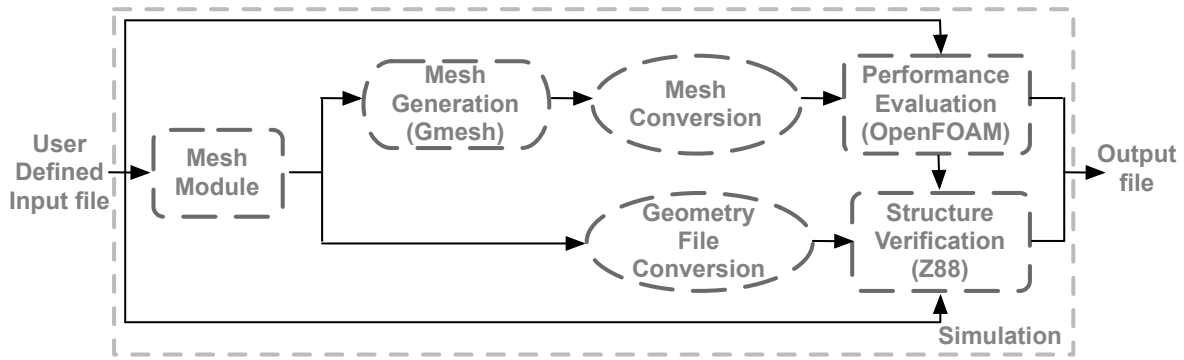 User
Defined
Input file
Mesh
Module
Mesh
Generation
(Gmesh)
Mesh
Conversion
Performance
Evaluation
(OpenFOAM)
Geometry
File
Conversion
Structure
Verification
(Z88)
Output
file
Simulation